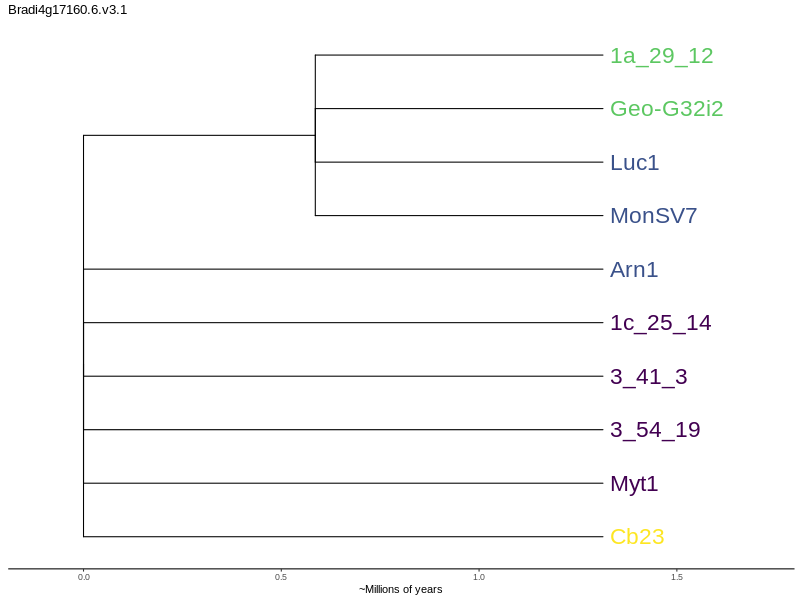 Bradi4g17160.6.v3.1
1a_29_12
Geo-G32i2
Luc1
MonSV7
Arn1
1c_25_14
3_41_3
3_54_19
Myt1
Cb23
0.0 0.5 1.0 1.5
~Millions of years